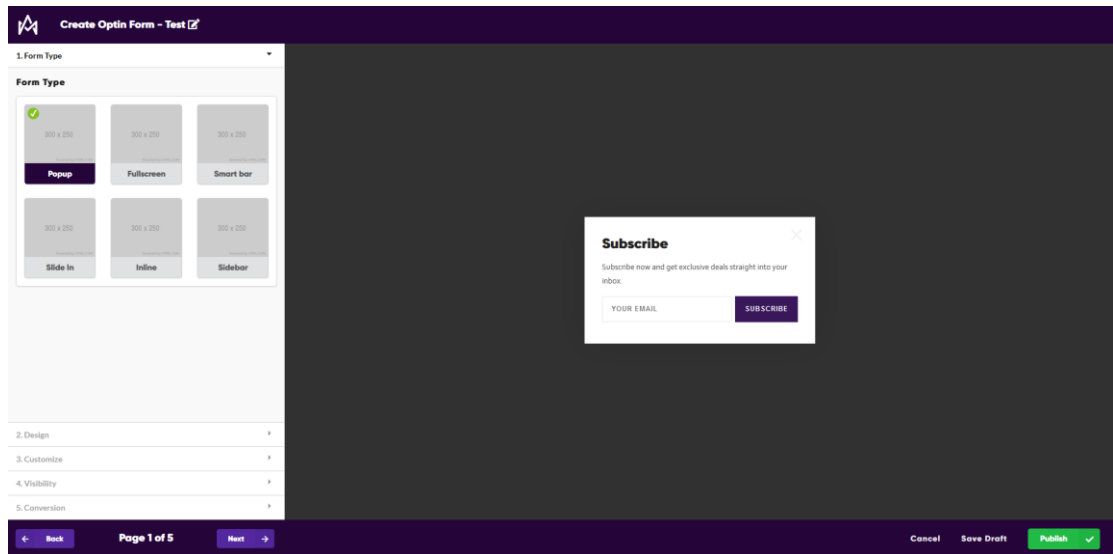 Create Optin Form - Test
1. Form Type
Form Type
300 x 250
300 x 250
300 x 250
Popup
Fullscreen
Smart bar
300 x 250
300 x 250
300 x 250
Slide In
Inline
Sidebar
2. Design
3. Customize
4. Visibility
5. Conversion
Subscribe
Subscribe now and get exclusive deals straight into your
inbox.
YOUR EMAIL
SUBSCRIBE
Back
Page 1 of 5
Next
Cancel
Save Draft
Publish